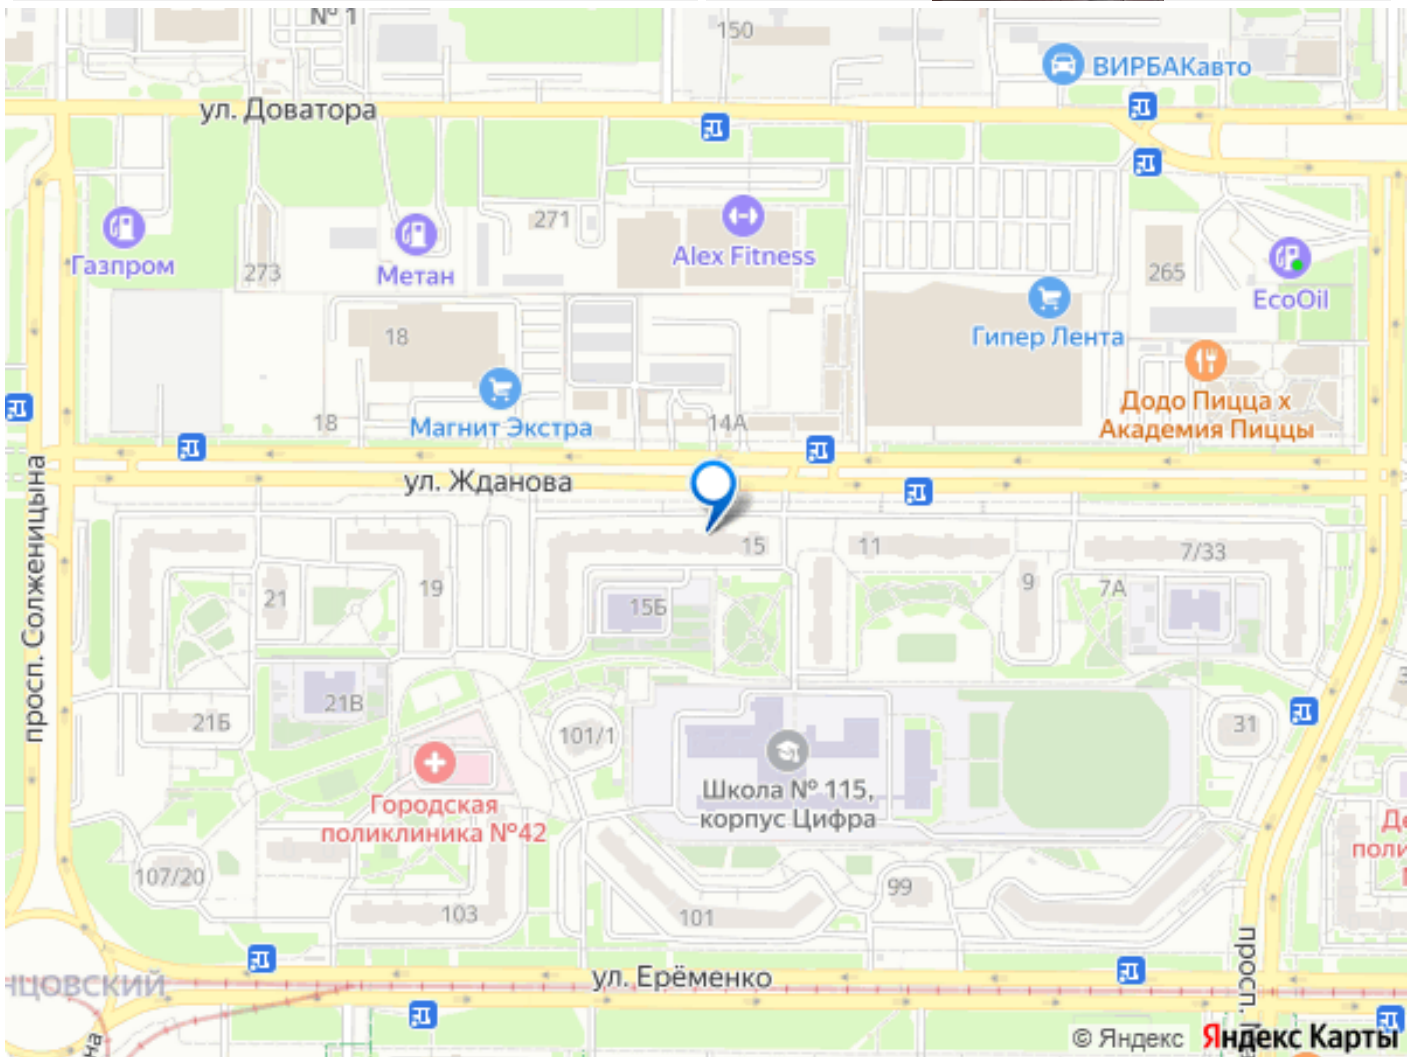 № 1
150
ВИРБАКавто
ул. Доватора
271
Alex Fitness
Газпром
273
Метан
265
EcoOil
18
Гипер Лента
Магнит Экстра
18
14А
Додо Пицца х
Академия Пиццы
ул. Жданова
просп. Солженицына
15
11
7/33
21
19
15Б
9
7А
21В
21Б
101/1
31
Городская
поликлиника №42
Школа № 115,
корпус Цифра
107/20
103
101
99
ул. Ерёменко
просп.
© Яндекс
Яндекс Карты